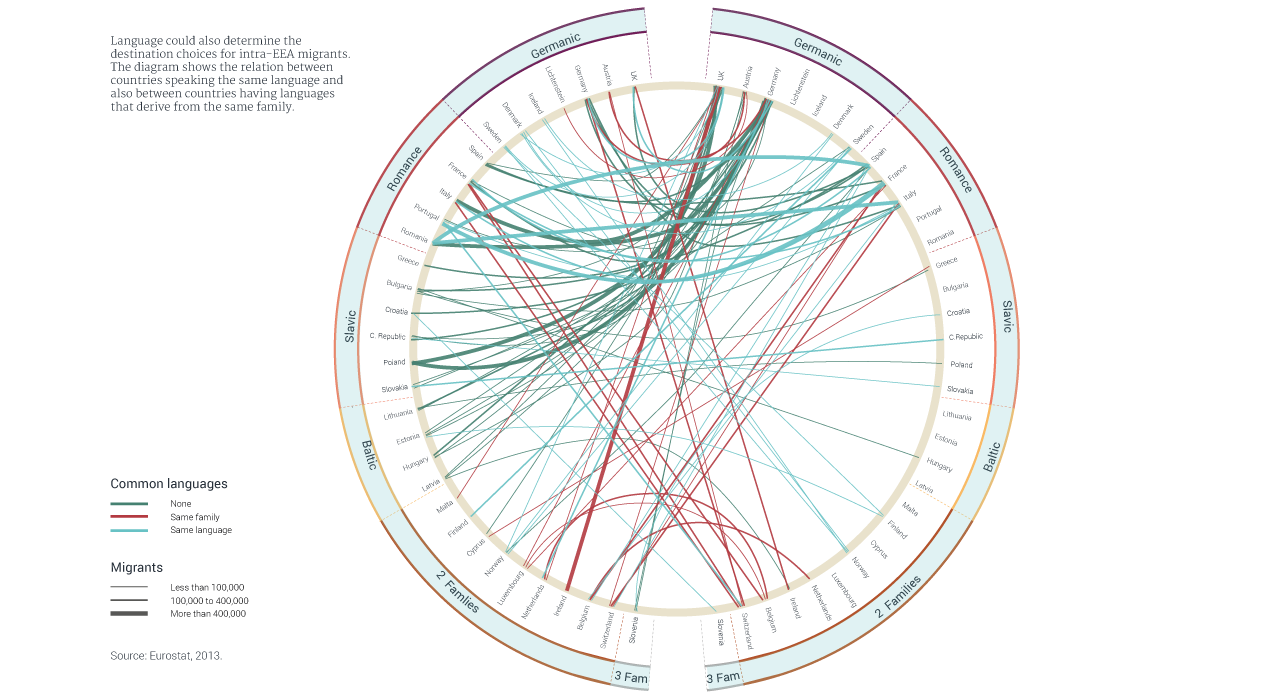 Language could also determine the
destination choices for intra-EEA migrants.
The diagram shows the relation between
countries speaking the same language and
also between countries having languages
that derive from the same family.
Germanic
Romance
Slavic
Baltic
2 Families
3 Fam
UK
Austria
Germany
Lichtenstein
Iceland
Denmark
Sweden
Spain
France
Italy
Portugal
Romania
Greece
Bulgaria
Croatia
C. Republic
Poland
Slovakia
Lithuania
Estonia
Hungary
Latvia
Malta
Finland
Cyprus
Norway
Luxembourg
Netherlands
Ireland
Belgium
Switzerland
Slovenia
Germanic
Romance
Slavic
Baltic
2 Families
3 Fam
UK
Austria
Germany
Lichtenstein
Iceland
Denmark
Sweden
Spain
France
Italy
Portugal
Romania
Greece
Bulgaria
Croatia
C.Republic
Poland
Slovakia
Lithuania
Estonia
Hungary
Latvia
Malta
Finland
Cyprus
Norway
Luxembourg
Netherlands
Ireland
Belgium
Switzerland
Slovenia
Common languages
None
Same family
Same language
Migrants
Less than 100,000
100,000 to 400,000
More than 400,000
Source: Eurostat, 2013.